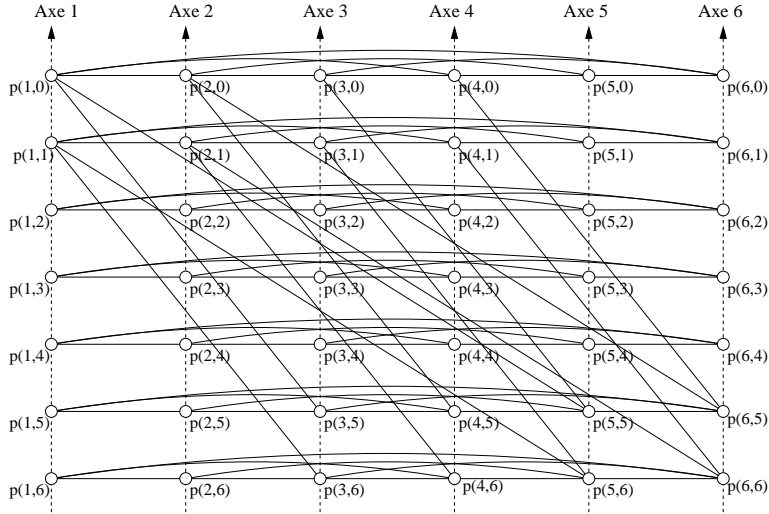 Axe 1 Axe 2 Axe 3 Axe 4 Axe 5 Axe 6
p(1,0) p(2,0) p(3,0) p(4,0) p(5,0) p(6,0)
p(1,1) p(2,1) p(3,1) p(4,1) p(5,1) p(6,1)
p(1,2) p(2,2) p(3,2) p(4,2) p(5,2) p(6,2)
p(1,3) p(2,3) p(3,3) p(4,3) p(5,3) p(6,3)
p(1,4) p(2,4) p(3,4) p(4,4) p(5,4) p(6,4)
p(1,5) p(2,5) p(3,5) p(4,5) p(5,5) p(6,5)
p(1,6) p(2,6) p(3,6) p(4,6) p(5,6) p(6,6)